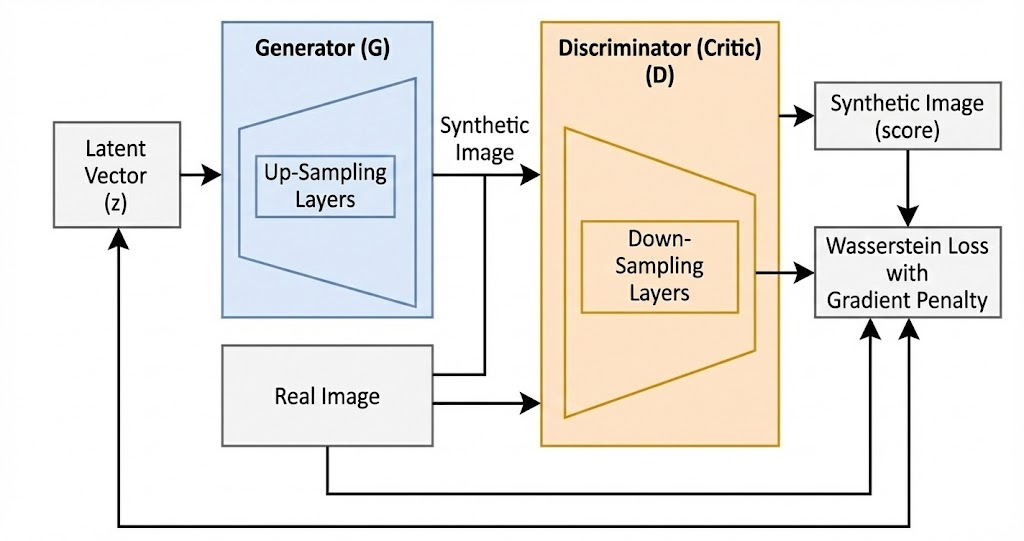 Generator (G)
Discriminator (Critic)
(D)
Synthetic Image
(score)
Latent
Vector
(z)
Up-Sampling
Layers
Synthetic
Image
Down-
Sampling
Layers
Wasserstein Loss
with
Gradient Penalty
Real Image